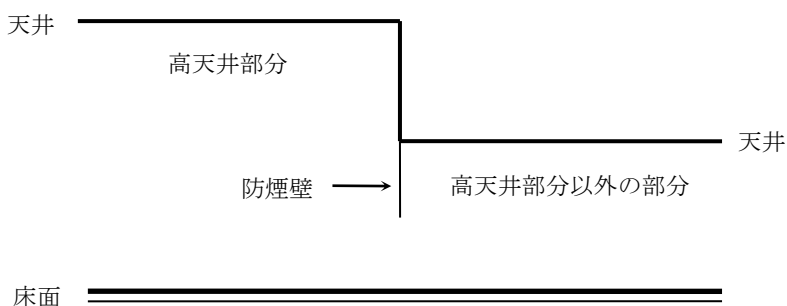 天井
高天井部分
天井
防煙壁
高天井部分以外の部分
床面